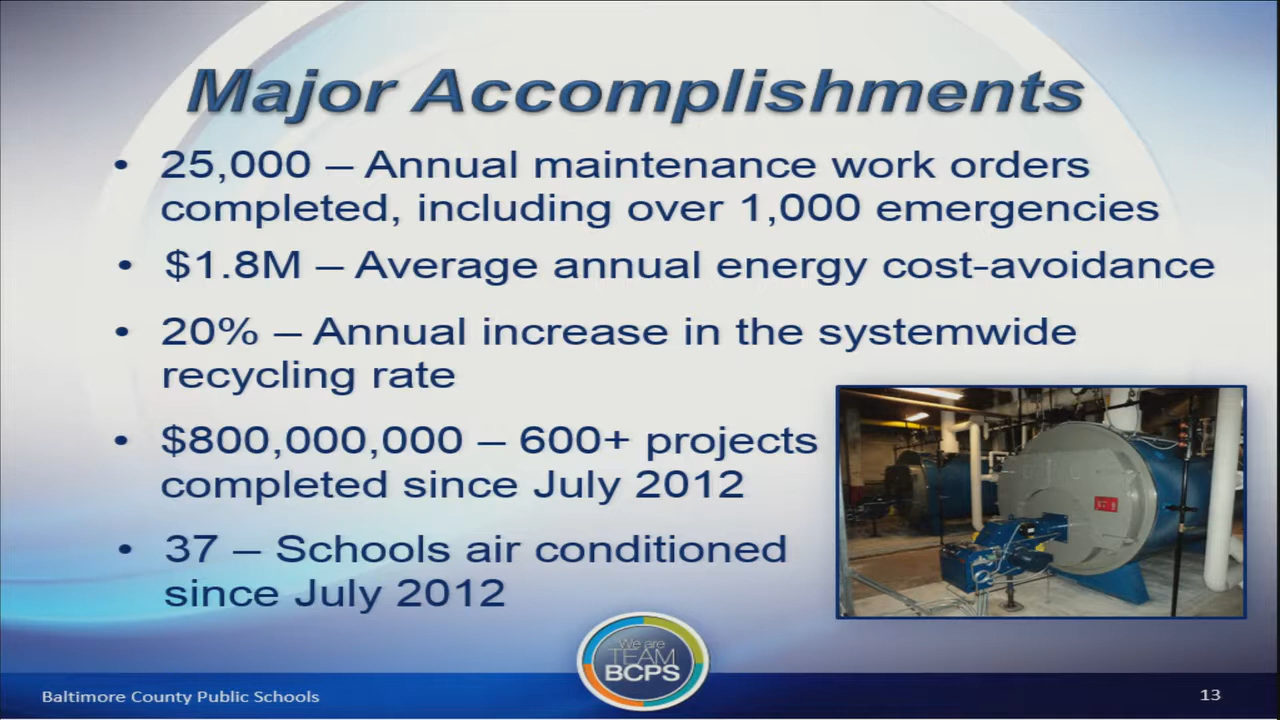 Major Accomplishments
• 25,000 – Annual maintenance work orders
completed, including over 1,000 emergencies
• $1.8M – Average annual energy cost-avoidance
• 20% – Annual increase in the systemwide
recycling rate
• $800,000,000 – 600+ projects
completed since July 2012
• 37 – Schools air conditioned
since July 2012
We are
TEAM
BCPS
Baltimore County Public Schools
13